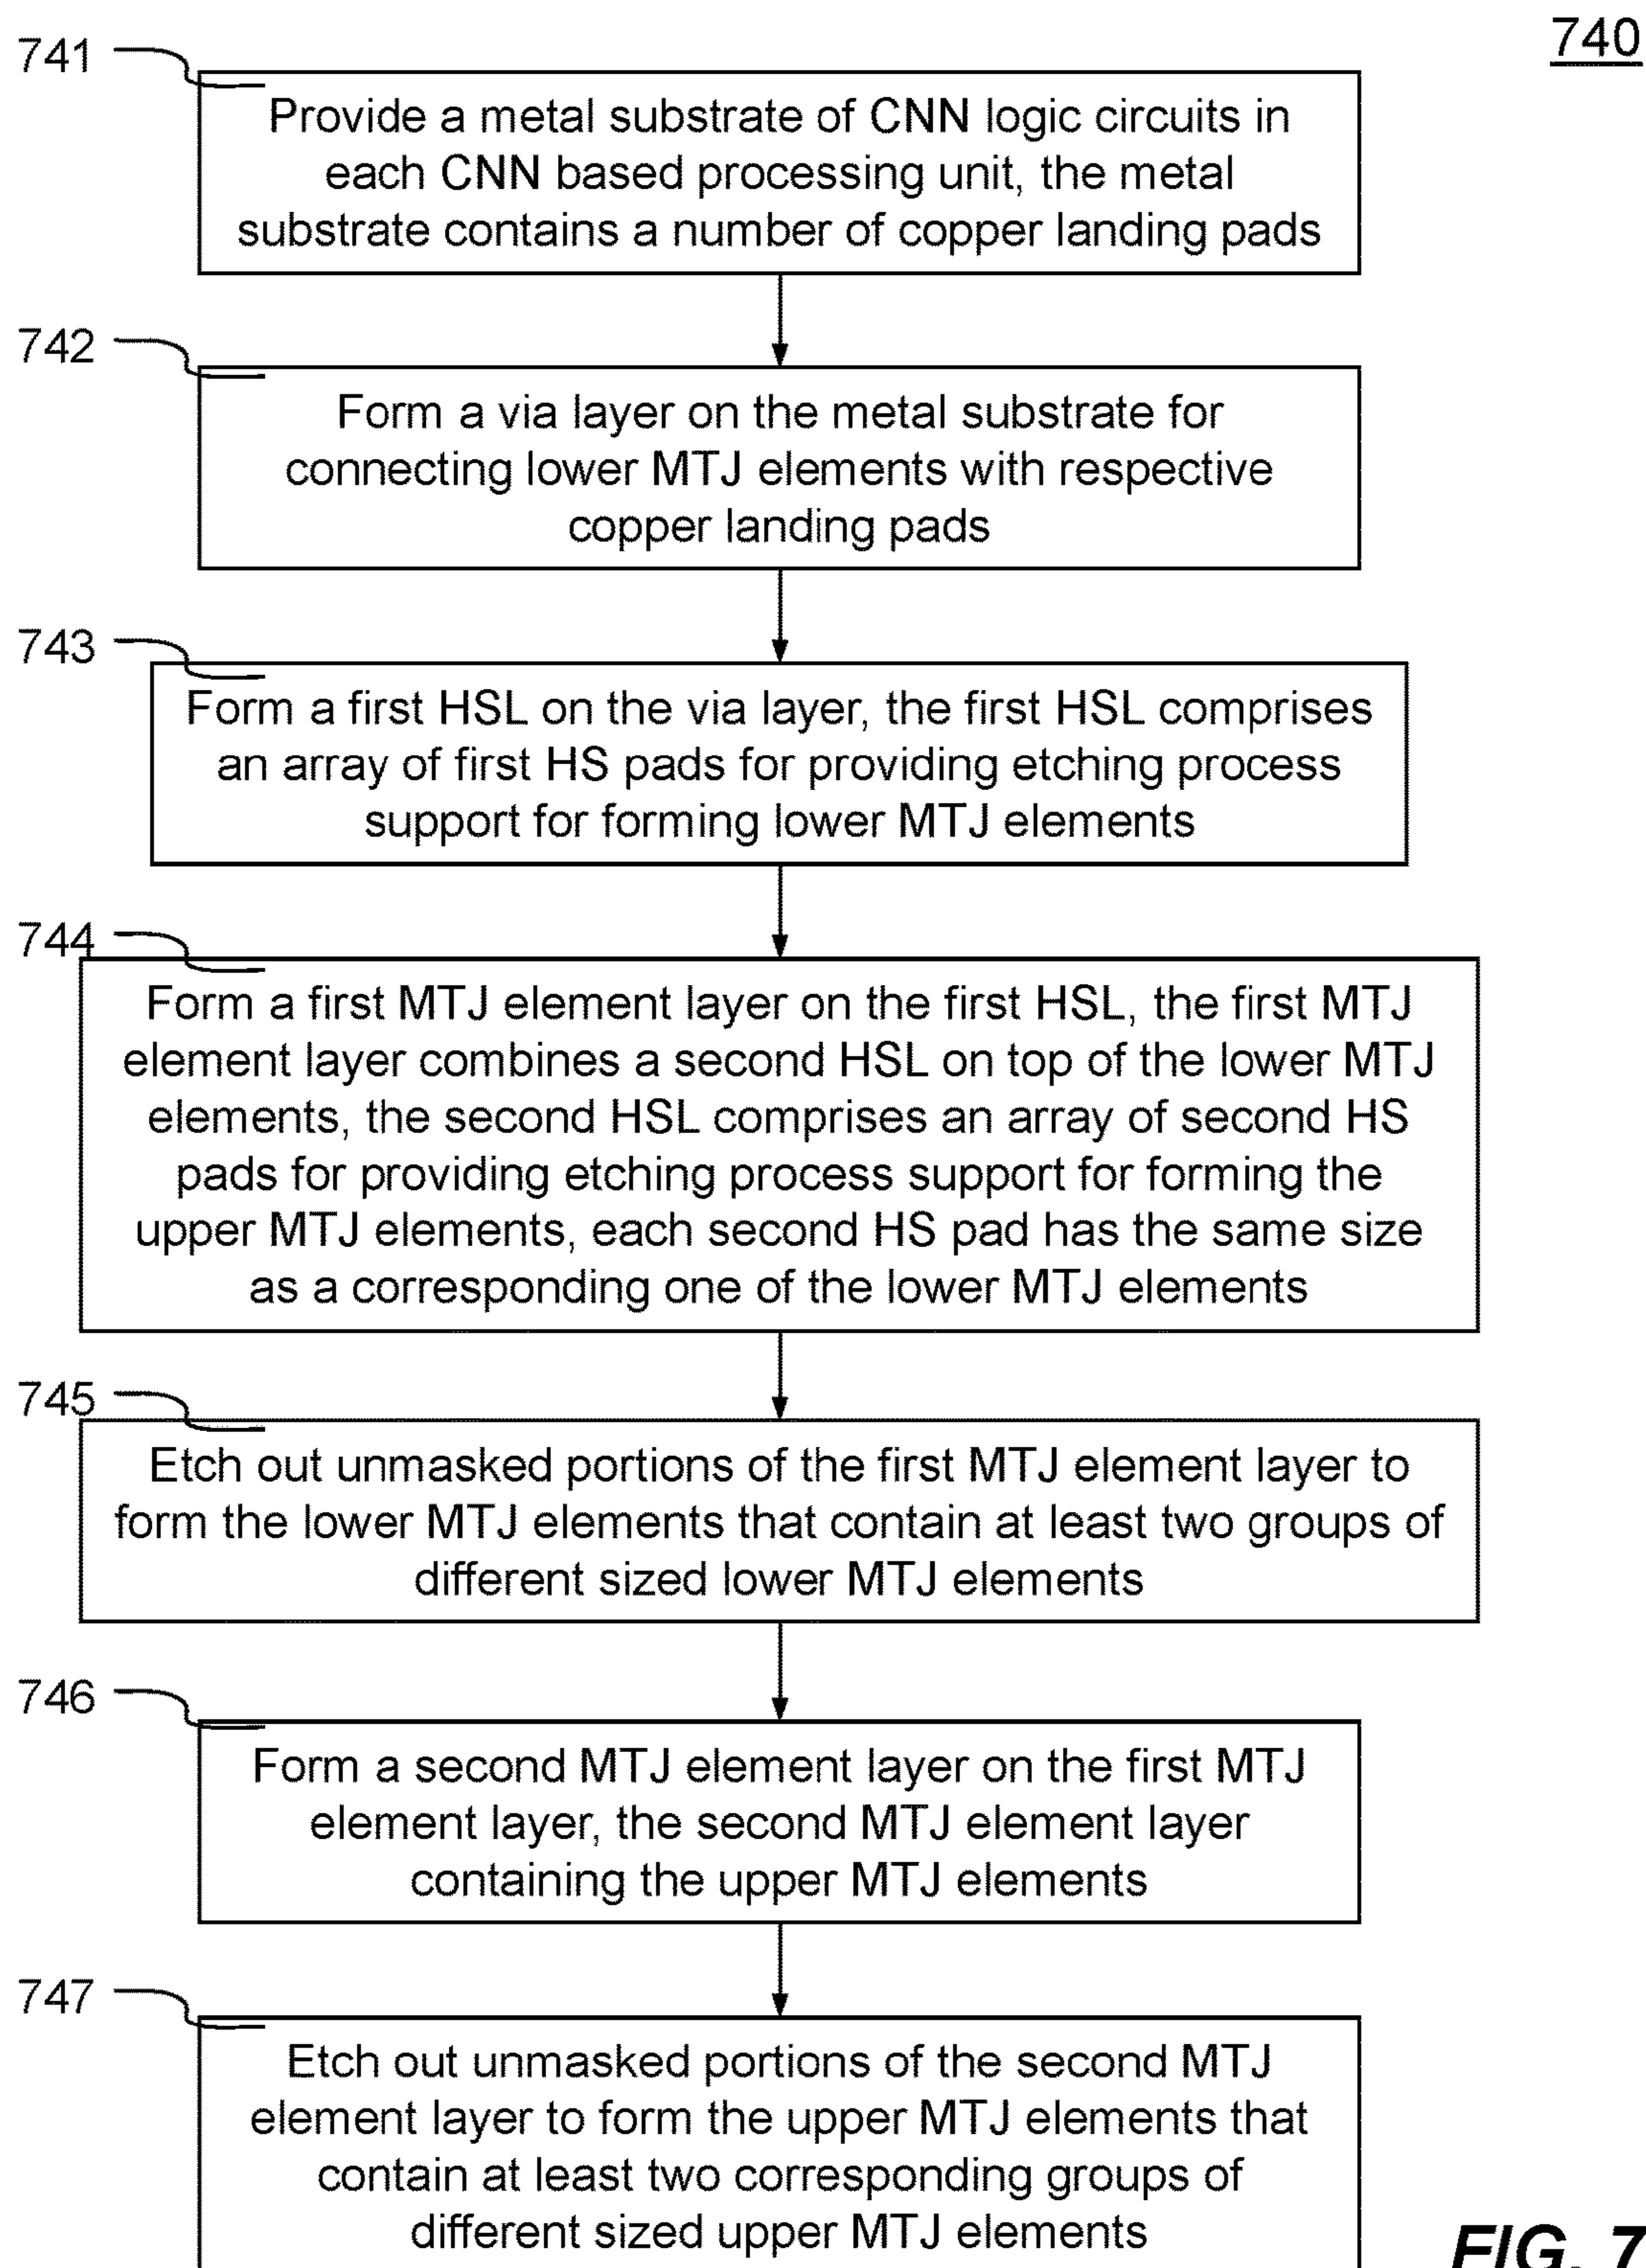 740
741
Provide a metal substrate of CNN logic circuits in
each CNN based processing unit, the metal
substrate contains a number of copper landing pads
742
Form a via layer on the metal substrate for
connecting lower MTJ elements with respective
copper landing pads
743
Form a first HSL on the via layer, the first HSL comprises
an array of first HS pads for providing etching process
support for forming lower MTJ elements
744
Form a first MTJ element layer on the first HSL, the first MTJ
element layer combines a second HSL on top of the lower MTJ
elements, the second HSL comprises an array of second HS
pads for providing etching process support for forming the
upper MTJ elements, each second HS pad has the same size
as a corresponding one of the lower MTJ elements
745
Etch out unmasked portions of the first MTJ element layer to
form the lower MTJ elements that contain at least two groups of
different sized lower MTJ elements
746
Form a second MTJ element layer on the first MTJ
element layer, the second MTJ element layer
containing the upper MTJ elements
747
Etch out unmasked portions of the second MTJ
element layer to form the upper MTJ elements that
contain at least two corresponding groups of
different sized upper MTJ elements
FIG. 7